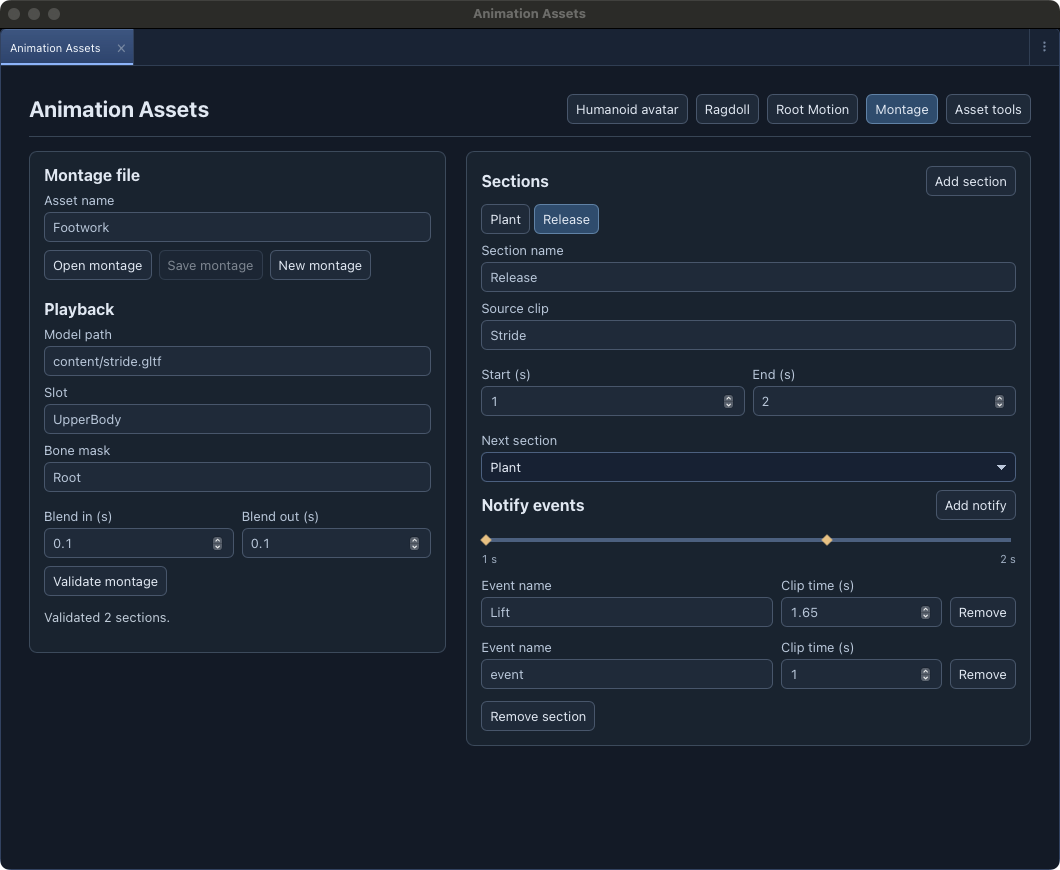 Animation Assets
Animation Assets
Animation Assets
Humanoid avatar
Ragdoll
Root Motion
Montage
Asset tools
Montage file
Asset name
Footwork
Open montage
Save montage
New montage
Playback
Model path
content/stride.gltf
Slot
UpperBody
Bone mask
Root
Blend in (s)
Blend out (s)
0.1
0.1
Validate montage
Validated 2 sections.
Sections
Add section
Plant
Release
Section name
Release
Source clip
Stride
Start (s)
End (s)
1
2
Next section
Plant
Notify events
Add notify
1 s
2 s
Event name
Clip time (s)
Lift
1.65
Remove
Event name
Clip time (s)
event
1
Remove
Remove section